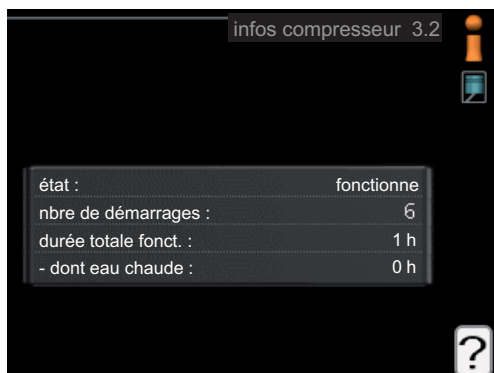 infos compresseur 3.2
état : fonctionne
nbre de démarrages : 6
durée totale fonct. : 1 h
- dont eau chaude : 0 h
?